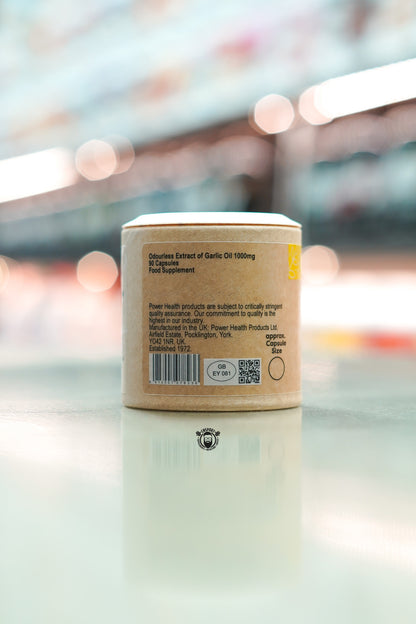 Odourless Extract of Garlic Oil 1000mg
90 Capsules
Food Supplement
Power Health products are subject to critically stringent
quality assurance. Our commitment to quality is the
highest in our industry.
Manufactured in the UK: Power Health Products Ltd.
Airfield Estate, Pocklington, York.
YO42 1NR, UK.
Established 1972.
approx.
Capsule
Size
GB
EY 081